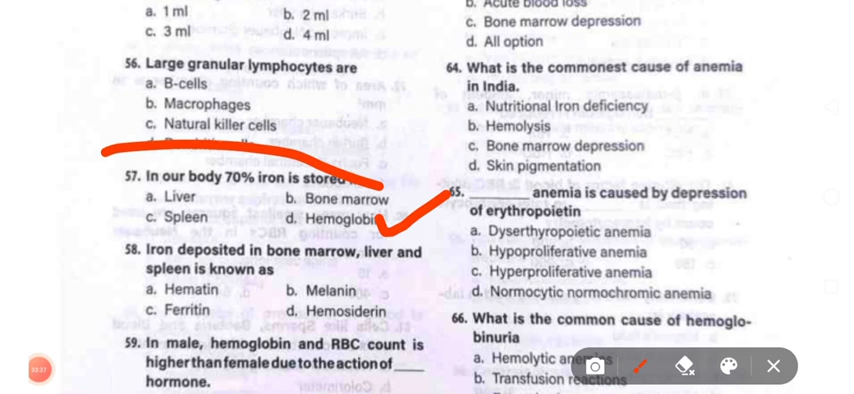 a. 1 ml
b. 2 ml
c. 3 ml
d. 4 ml
56. Large granular lymphocytes are
a. B-cells
b. Macrophages
c. Natural killer cells
57. In our body 70% iron is stored
a. Liver
b. Bone marrow
c. Spleen
d. Hemoglobin
58. Iron deposited in bone marrow, liver and
spleen is known as
a. Hematin
b. Melanin
c. Ferritin
d. Hemosiderin
59. In male, hemoglobin and RBC count is
higher than female due to the action of ____
hormone.
b. Acute blood loss
c. Bone marrow depression
d. All option
64. What is the commonest cause of anemia
in India.
a. Nutritional Iron deficiency
b. Hemolysis
c. Bone marrow depression
d. Skin pigmentation
65. ________ anemia is caused by depression
of erythropoietin
a. Dyserthyropoietic anemia
b. Hypoproliferative anemia
c. Hyperproliferative anemia
d. Normocytic normochromic anemia
66. What is the common cause of hemoglo-
binuria
a. Hemolytic anemias
b. Transfusion reactions